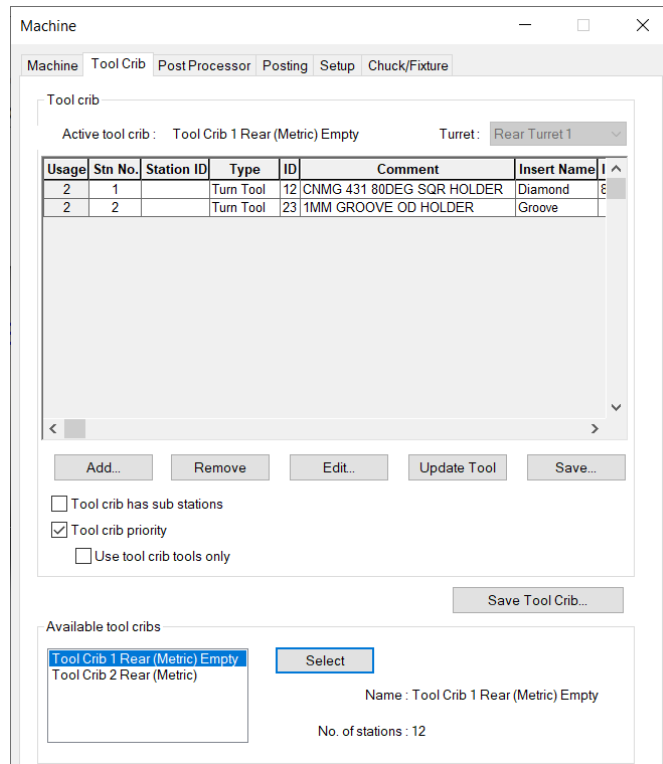 Machine
Machine Tool Crib Post Processor Posting Setup Chuck/Fixture
Tool crib
Active tool crib : Tool Crib 1 Rear (Metric) Empty Turret : Rear Turret 1
Usage Stn No. Station ID Type ID Comment Insert Name I
2 1 Turn Tool 12 CNMG 431 80DEG SQR HOLDER Diamond 8
2 2 Turn Tool 23 1MM GROOVE OD HOLDER Groove
Add... Remove Edit... Update Tool Save...
Tool crib has sub stations
Tool crib priority
Use tool crib tools only
Save Tool Crib...
Available tool cribs
Tool Crib 1 Rear (Metric) Empty
Tool Crib 2 Rear (Metric)
Select
Name : Tool Crib 1 Rear (Metric) Empty
No. of stations : 12